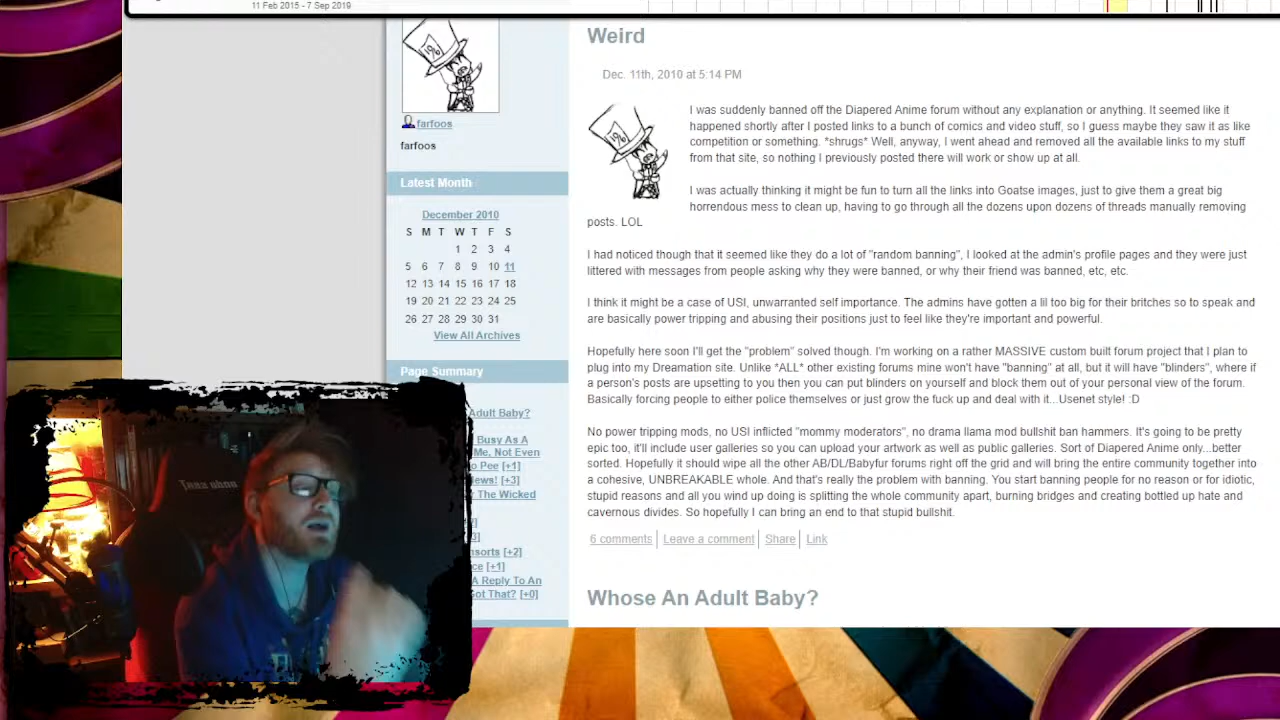 11 Feb 2015 - 7 Sep 2019
Weird
Dec. 11th, 2010 at 5:14 PM
farfoos
farfoos
Latest Month
December 2010
S M T W T F S
1 2 3 4
5 6 7 8 9 10 11
12 13 14 15 16 17 18
19 20 21 22 23 24 25
26 27 28 29 30 31
View All Archives
Page Summary
Adult Baby?
Busy As A
Me, Not Even
o Pee [+1]
ews! [+3]
y The Wicked
nsorts [+2]
ce [+1]
A Reply To An
Got That? [+0]
I was suddenly banned off the Diapered Anime forum without any explanation or anything. It seemed like it
happened shortly after I posted links to a bunch of comics and video stuff, so I guess maybe they saw it as like
competition or something. *shrugs* Well, anyway, I went ahead and removed all the available links to my stuff
from that site, so nothing I previously posted there will work or show up at all.
I was actually thinking it might be fun to turn all the links into Goatse images, just to give them a great big
horrendous mess to clean up, having to go through all the dozens upon dozens of threads manually removing
posts. LOL
I had noticed though that it seemed like they do a lot of "random banning", I looked at the admin's profile pages and they were just
littered with messages from people asking why they were banned, or why their friend was banned, etc, etc.
I think it might be a case of USI, unwarranted self importance. The admins have gotten a lil too big for their britches so to speak and
are basically power tripping and abusing their positions just to feel like they're important and powerful.
Hopefully here soon I'll get the "problem" solved though. I'm working on a rather MASSIVE custom built forum project that I plan to
plug into my Dreamation site. Unlike *ALL* other existing forums mine won't have "banning" at all, but it will have "blinders", where if
a person's posts are upsetting to you then you can put blinders on yourself and block them out of your personal view of the forum.
Basically forcing people to either police themselves or just grow the fuck up and deal with it...Usenet style! :D
No power tripping mods, no USI inflicted "mommy moderators", no drama llama mod bullshit ban hammers. It's going to be pretty
epic too, it'll include user galleries so you can upload your artwork as well as public galleries. Sort of Diapered Anime only...better
sorted. Hopefully it should wipe all the other AB/DL/Babyfur forums right off the grid and will bring the entire community together into
a cohesive, UNBREAKABLE whole. And that's really the problem with banning. You start banning people for no reason or for idiotic,
stupid reasons and all you wind up doing is splitting the whole community apart, burning bridges and creating bottled up hate and
cavernous divides. So hopefully I can bring an end to that stupid bullshit.
6 comments Leave a comment Share Link
Whose An Adult Baby?